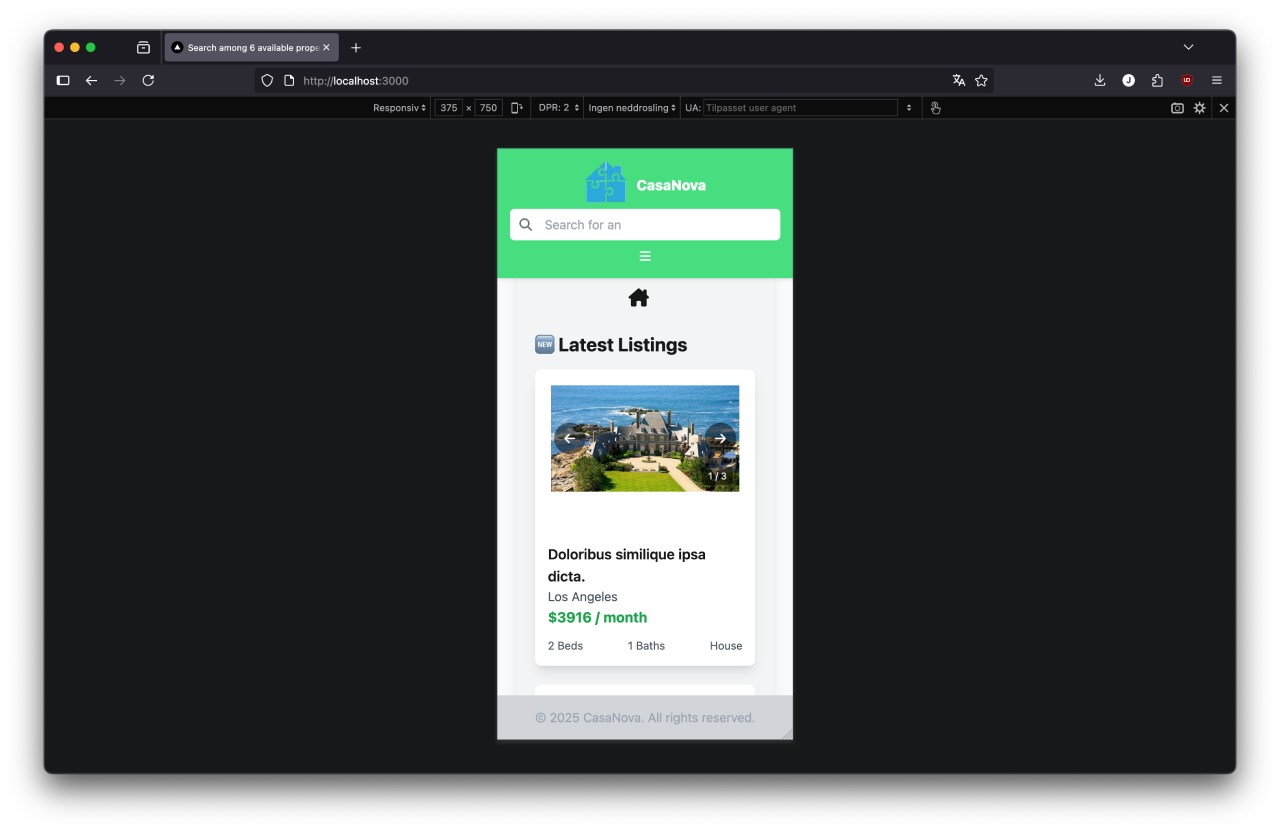 Search among 6 available prope
http://localhost:3000
Responsiv 375 × 750 DPR: 2 Ingen neddrosling UA: Tilpasset user agent
CasaNova
Search for an
NEW Latest Listings
1 / 3
Doloribus similique ipsa
dicta.
Los Angeles
$3916 / month
2 Beds 1 Baths House
© 2025 CasaNova. All rights reserved.